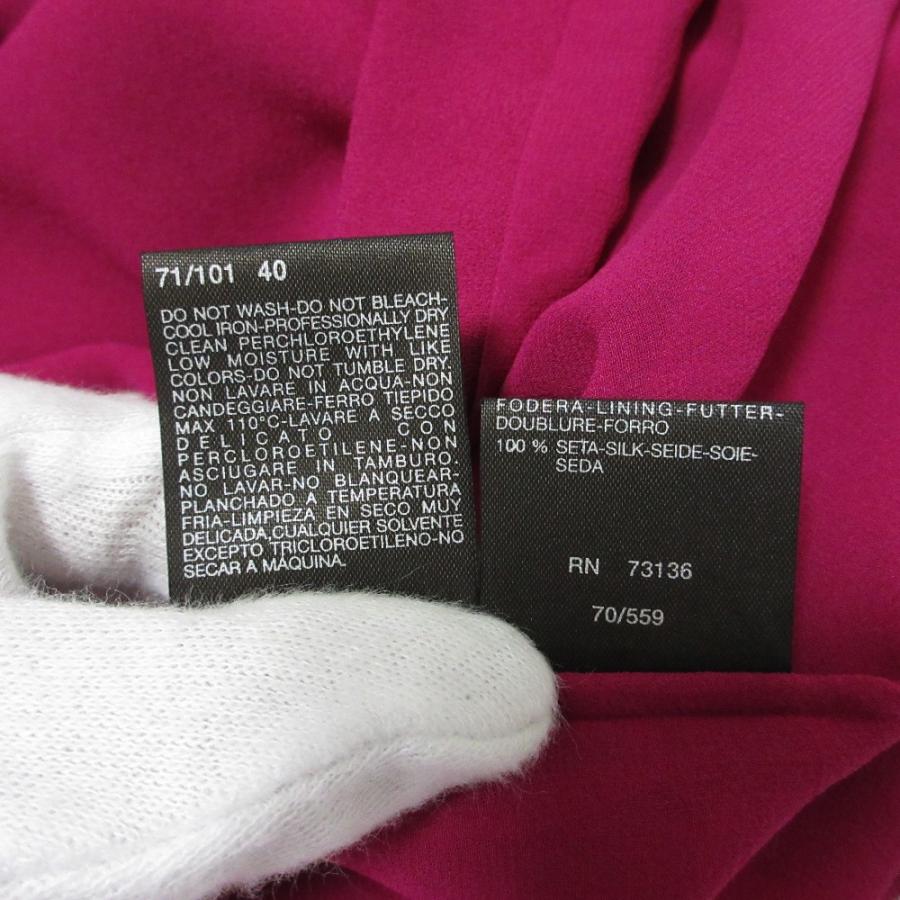 71/101 40
DO NOT WASH-DO NOT BLEACH-
COOL IRON-PROFESSIONALLY DRY
CLEAN PERCHLOROETHYLENE
LOW MOISTURE WITH LIKE
COLORS-DO NOT TUMBLE DRY.
NON LAVARE IN ACQUA-NON
CANDEGGIARE-FERRO TIEPIDO
MAX 110°C-LAVARE A SECCO
DELICATO CON
PERCLOROETILENE-NON
ASCIUGARE IN TAMBURO.
NO LAVAR-NO BLANQUEAR-
PLANCHADO A TEMPERATURA
FRIA-LIMPIEZA EN SECO MUY
DELICADA,CUALQUIER SOLVENTE
EXCEPTO TRICLOROETILENO-NO
SECAR A MAQUINA.
FODERA-LINING-FUTTER-
DOUBLURE-FORRO
100 % SETA-SILK-SEIDE-SOIE-
SEDA
RN 73136
70/559